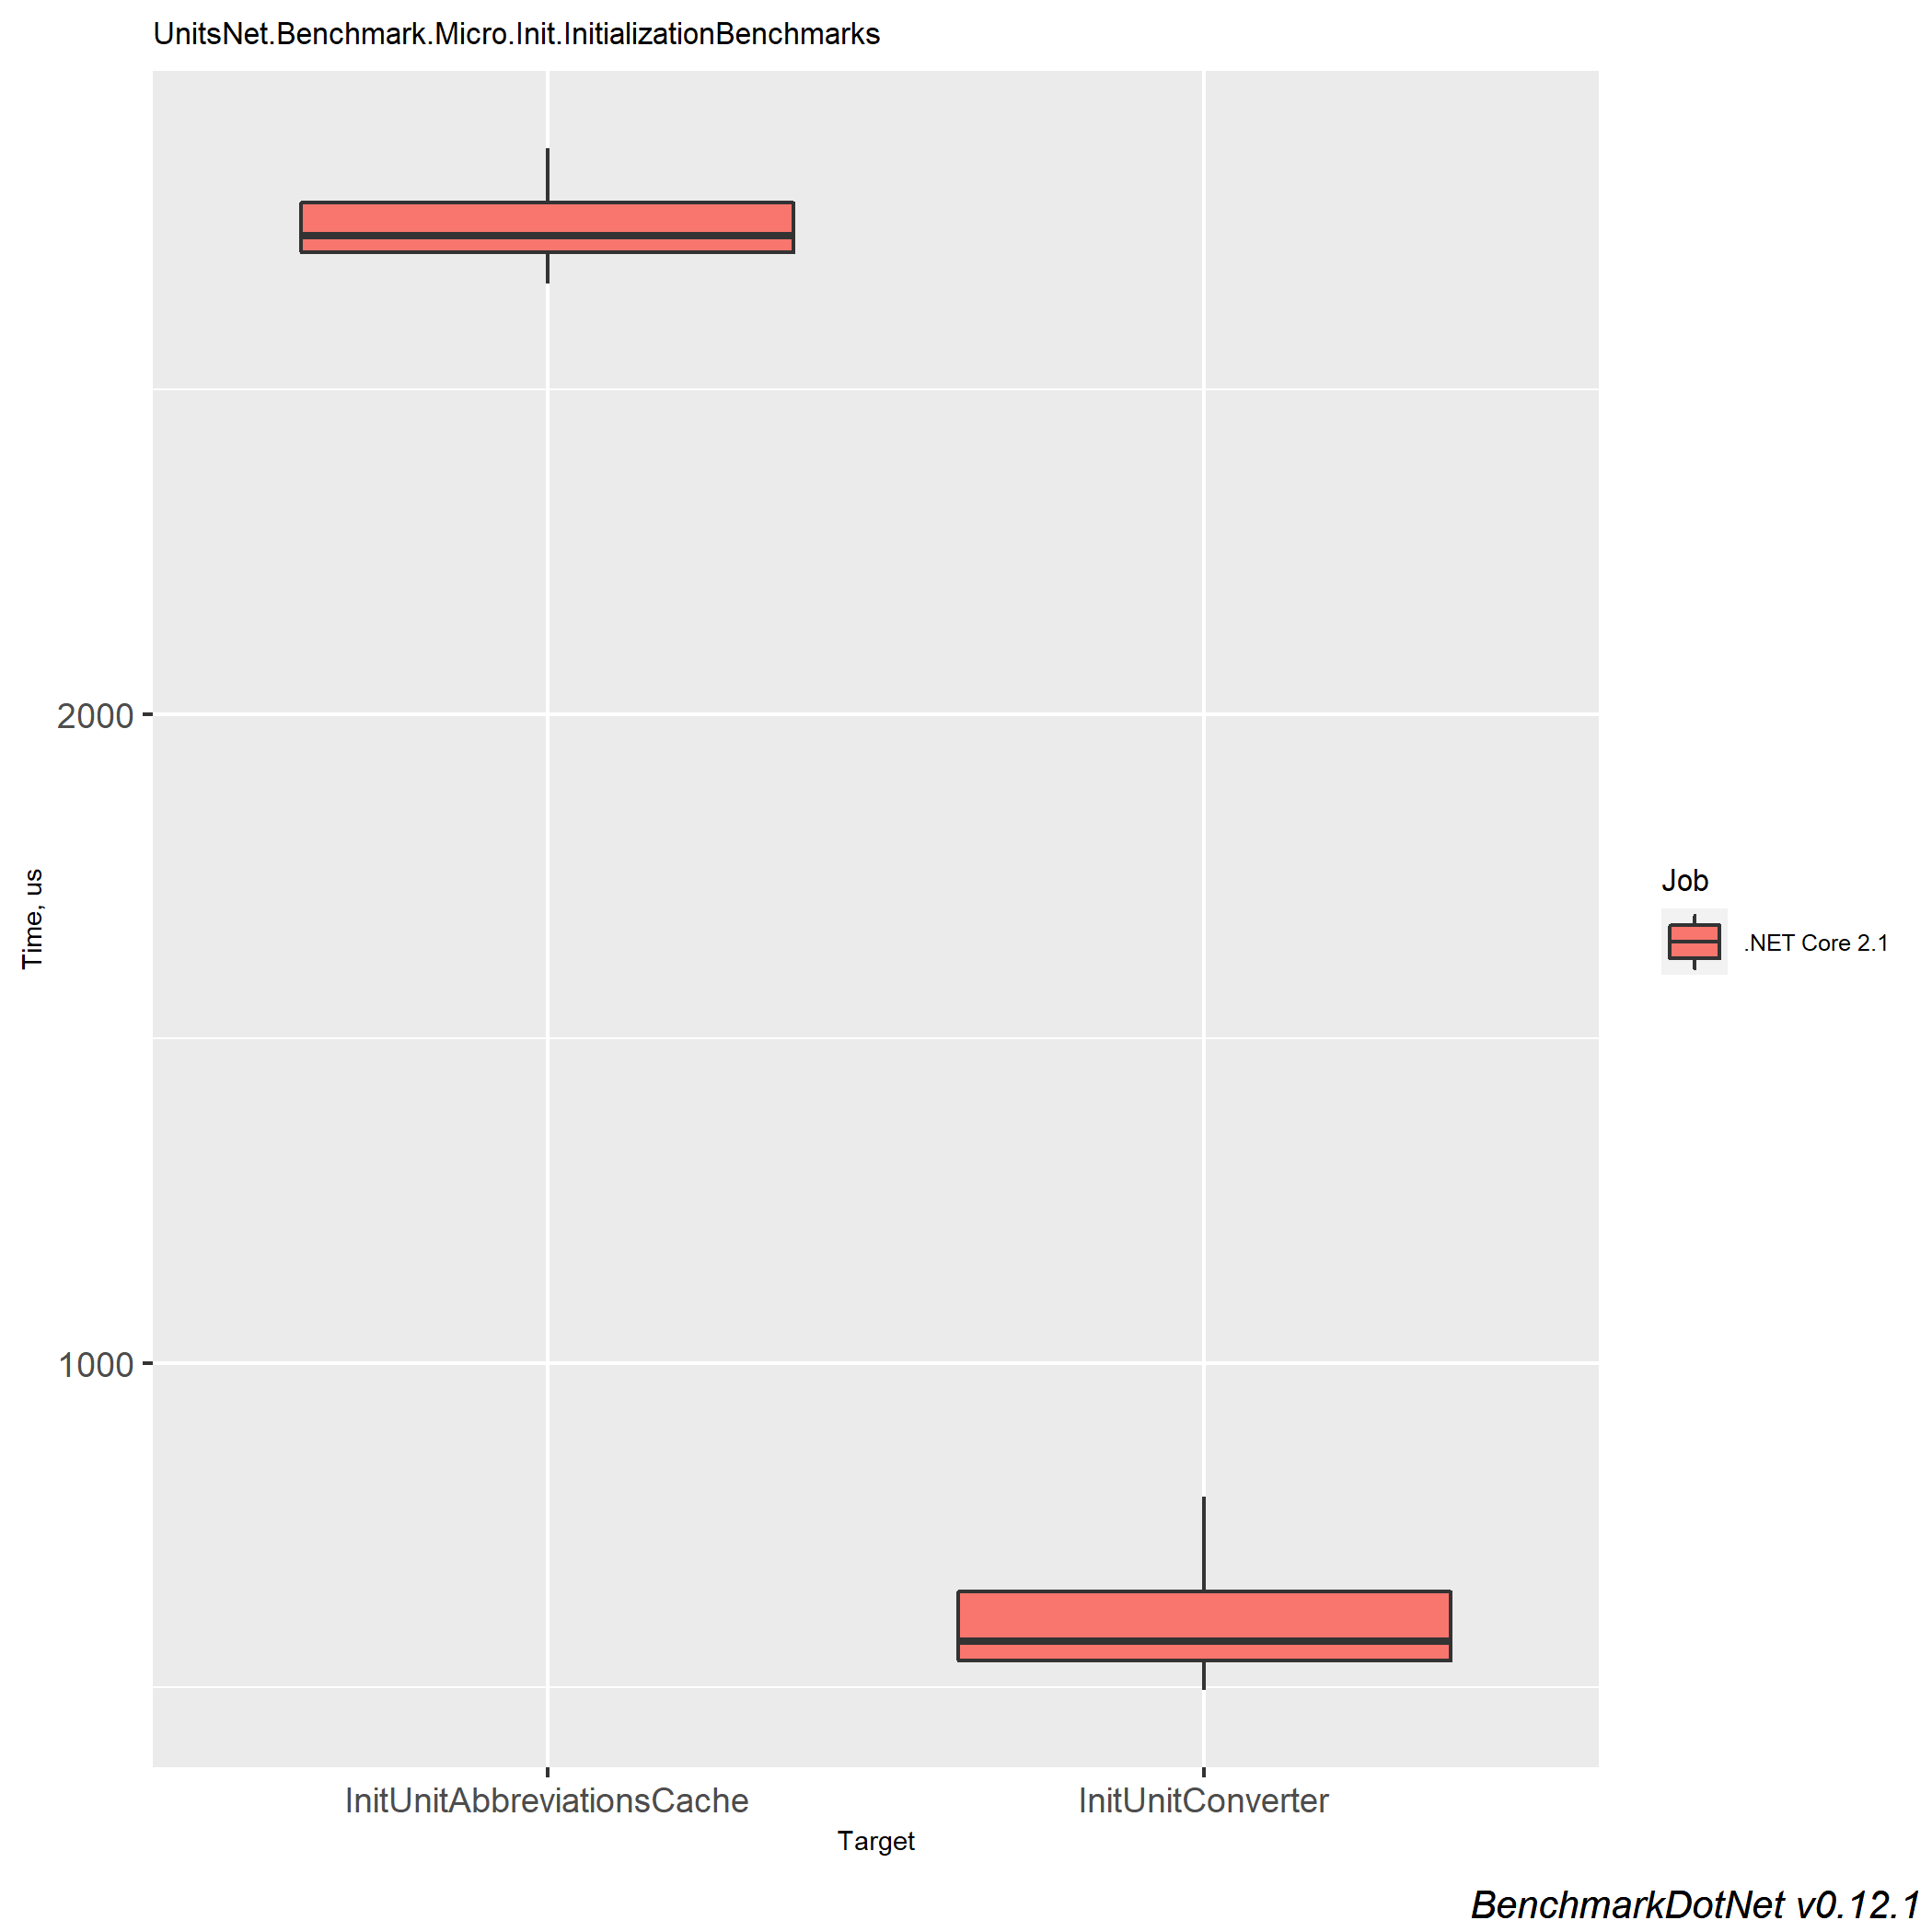 UnitsNet.Benchmark.Micro.Init.InitializationBenchmarks
2000
1000
Time, us
InitUnitAbbreviationsCache
InitUnitConverter
Target
Job
.NET Core 2.1
BenchmarkDotNet v0.12.1